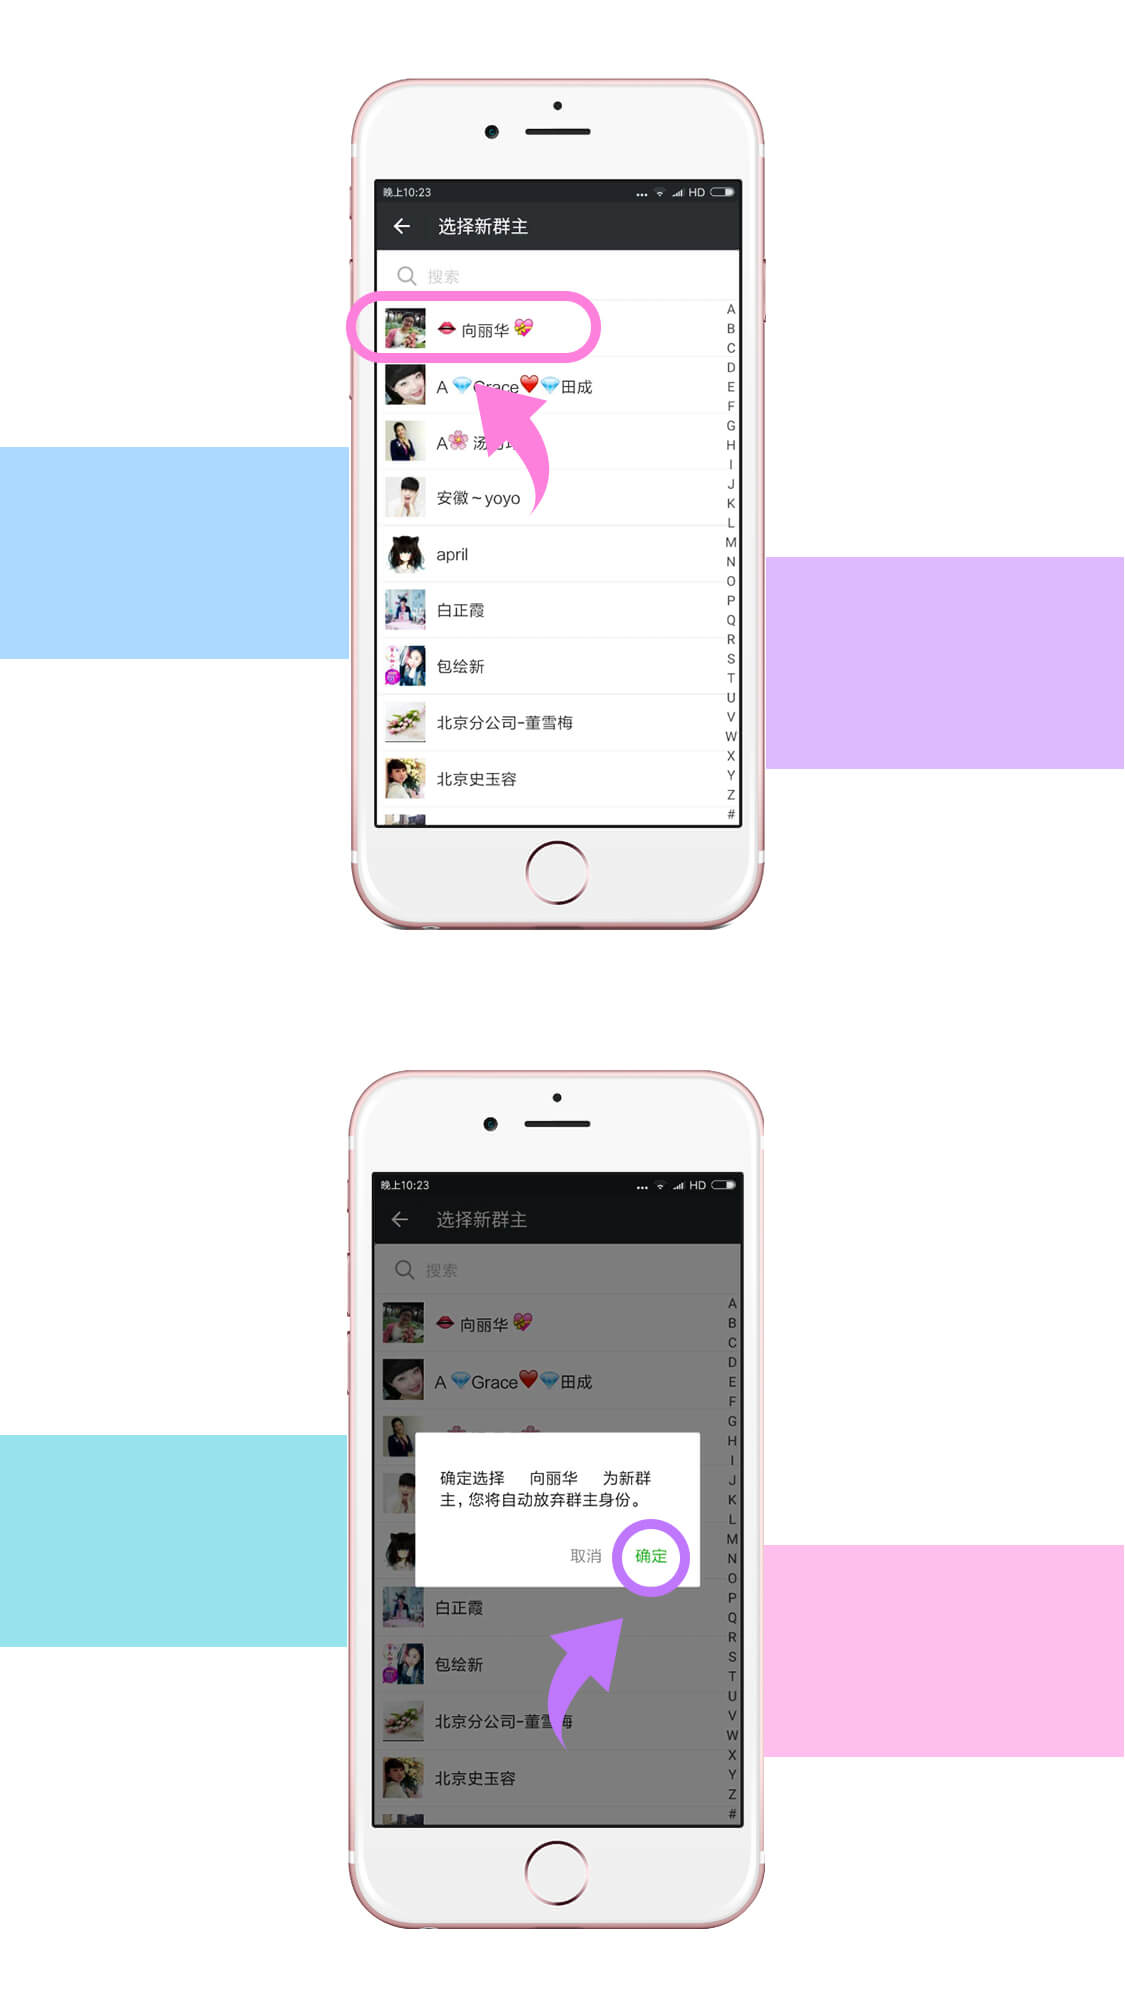 晚上10:23
HD
选择新群主
搜索
向丽华
A Grace 田成
A 汤
安徽~yoyo
april
白正霞
包绘新
北京分公司-董雪梅
北京史玉容
A
B
C
D
E
F
G
H
I
J
K
L
M
N
O
P
Q
R
S
T
U
V
W
X
Y
Z
#
晚上10:23
HD
选择新群主
搜索
向丽华
A Grace 田成
确定选择 向丽华 为新群
主，您将自动放弃群主身份。
取消 确定
白正霞
包绘新
北京分公司-董雪梅
北京史玉容
A
B
C
D
E
F
G
H
I
J
K
L
M
N
O
P
Q
R
S
T
U
V
W
X
Y
Z
#